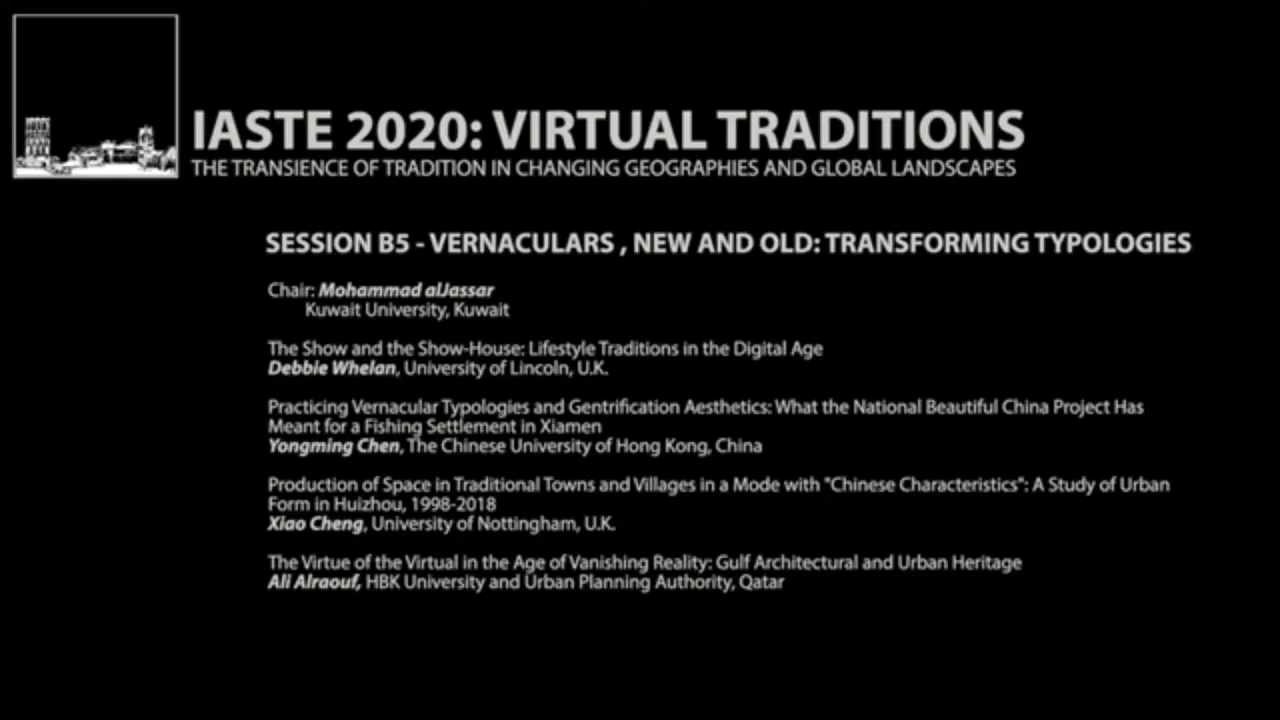 IASTE 2020: VIRTUAL TRADITIONS
THE TRANSIENCE OF TRADITION IN CHANGING GEOGRAPHIES AND GLOBAL LANDSCAPES
SESSION B5 - VERNACULARS , NEW AND OLD: TRANSFORMING TYPOLOGIES
Chair: Mohammad alJassar
Kuwait University, Kuwait
The Show and the Show-House: Lifestyle Traditions in the Digital Age
Debbie Whelan, University of Lincoln, U.K.
Practicing Vernacular Typologies and Gentrification Aesthetics: What the National Beautiful China Project Has
Meant for a Fishing Settlement in Xiamen
Yongming Chen, The Chinese University of Hong Kong, China
Production of Space in Traditional Towns and Villages in a Mode with "Chinese Characteristics": A Study of Urban
Form in Huizhou, 1998-2018
Xiao Cheng, University of Nottingham, U.K.
The Virtue of the Virtual in the Age of Vanishing Reality: Gulf Architectural and Urban Heritage
Ali Alraouf, HBK University and Urban Planning Authority, Qatar